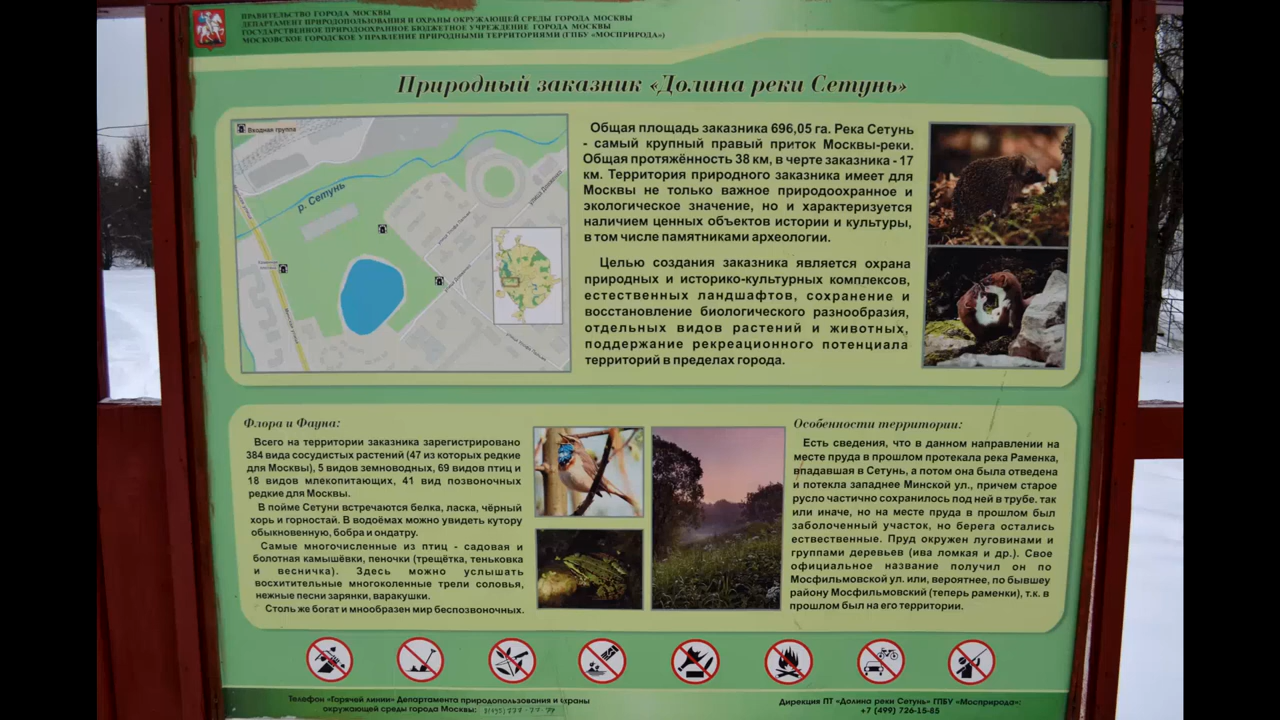 ПРАВИТЕЛЬСТВО ГОРОДА МОСКВЫ
ДЕПАРТАМЕНТ ПРИРОДОПОЛЬЗОВАНИЯ И ОХРАНЫ ОКРУЖАЮЩЕЙ СРЕДЫ ГОРОДА МОСКВЫ
ГОСУДАРСТВЕННОЕ ПРИРОДООХРАННОЕ БЮДЖЕТНОЕ УЧРЕЖДЕНИЕ ГОРОДА МОСКВЫ
МОСКОВСКОЕ ГОРОДСКОЕ УПРАВЛЕНИЕ ПРИРОДНЫМИ ТЕРРИТОРИЯМИ (ГПБУ «МОСПРИРОДА»)
Природный заказник «Долина реки Сетунь»
Входная группа
р. Сетунь
Общая площадь заказника 696,05 га. Река Сетунь
- самый крупный правый приток Москвы-реки.
Общая протяжённость 38 км, в черте заказника - 17
км. Территория природного заказника имеет для
Москвы не только важное природоохранное и
экологическое значение, но и характеризуется
наличием ценных объектов истории и культуры,
в том числе памятниками археологии.
Целью создания заказника является охрана
природных и историко-культурных комплексов,
естественных ландшафтов, сохранение и
восстановление биологического разнообразия,
отдельных видов растений и животных,
поддержание рекреационного потенциала
территорий в пределах города.
Флора и Фауна:
Всего на территории заказника зарегистрировано
384 вида сосудистых растений (47 из которых редкие
для Москвы), 5 видов земноводных, 69 видов птиц и
18 видов млекопитающих, 41 вид позвоночных
редкие для Москвы.
В пойме Сетуни встречаются белка, ласка, чёрный
хорь и горностай. В водоёмах можно увидеть кутору
обыкновенную, бобра и ондатру.
Самые многочисленные из птиц - садовая и
болотная камышёвки, пеночки (трещётка, теньковка
и весничка). Здесь можно услышать
восхитительные многоколенные трели соловья,
нежные песни зарянки, варакушки.
Столь же богат и мнообразен мир беспозвоночных.
Особенности территории:
Есть сведения, что в данном направлении на
месте пруда в прошлом протекала река Раменка,
впадавшая в Сетунь, а потом она была отведена
и потекла западнее Минской ул., причем старое
русло частично сохранилось под ней в трубе. так
или иначе, но на месте пруда в прошлом был
заболоченный участок, но берега остались
ествественные. Пруд окружен луговинами и
группами деревьев (ива ломкая и др.). Свое
официальное название получил он по
Мосфильмовской ул. или, вероятнее, по бывшему
району Мосфильмовский (теперь раменки), т.к. в
прошлом был на его территории.
Телефон «Горячей линии» Департамента природопользования и охраны
окружающей среды города Москвы:
Дирекция ПТ «Долина реки Сетунь» ГПБУ «Мосприрода»:
+7 (499) 726-15-85